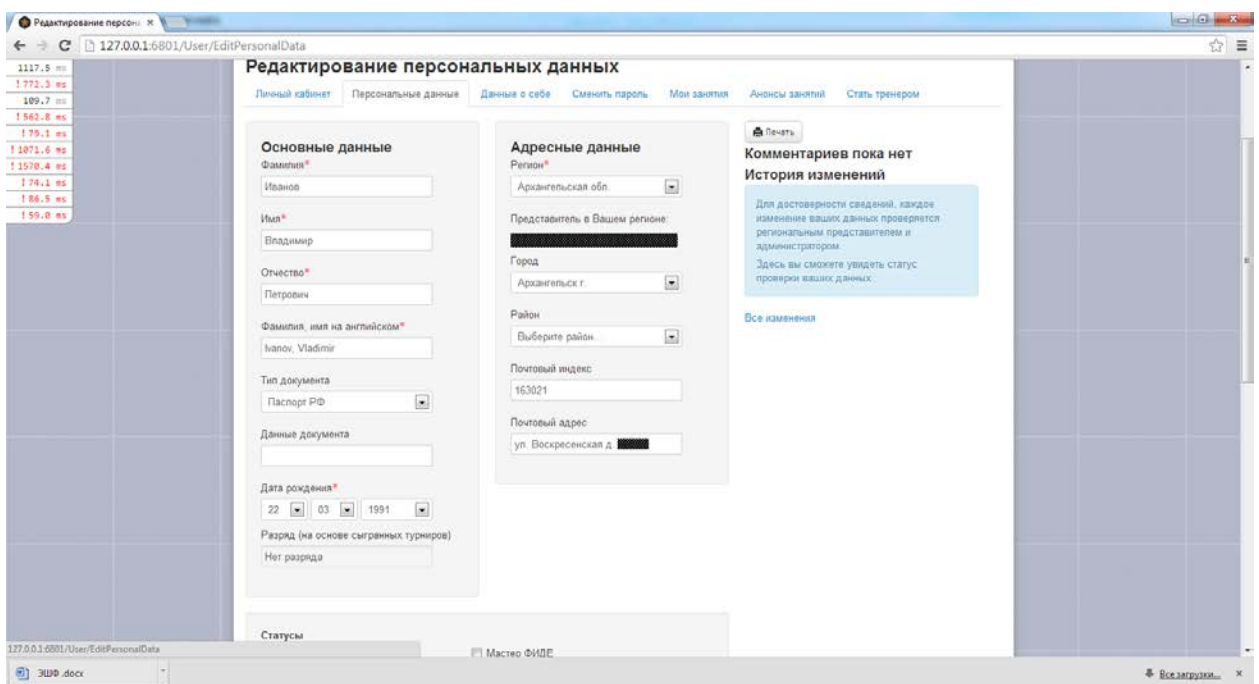 Редактирование персона
127.0.0.1:6801/User/EditPersonalData
1117.5 ms
! 772.3 ms
109.7 ms
! 562.8 ms
! 79.1 ms
! 1071.6 ms
! 1570.4 ms
! 74.1 ms
! 86.5 ms
! 59.0 ms
Редактирование персональных данных
Личный кабинет Персональные данные Данные о себе Сменить пароль Мои занятия Анонсы занятий Стать тренером
Основные данные
Фамилия*
Иванов
Имя*
Владимир
Отчество*
Петрович
Фамилия, имя на английском*
Ivanov, Vladimir
Тип документа
Паспорт РФ
Данные документа
Дата рождения*
22 03 1991
Разряд (на основе сыгранных турниров)
Нет разряда
Адресные данные
Регион*
Архангельская обл.
Представитель в Вашем регионе:
Город
Архангельск г.
Район
Выберите район...
Почтовый индекс
163021
Почтовый адрес
ул. Воскресенская д.
Печать
Комментариев пока нет
История изменений
Для достоверности сведений, каждое
изменение ваших данных проверяется
региональным представителем и
администратором.
Здесь вы сможете увидеть статус
проверки ваших данных
Все изменения
Статусы
Мастер ФИДЕ
127.0.0.1:6801/User/EditPersonalData
ЭШФ .docx
Все загрузки...